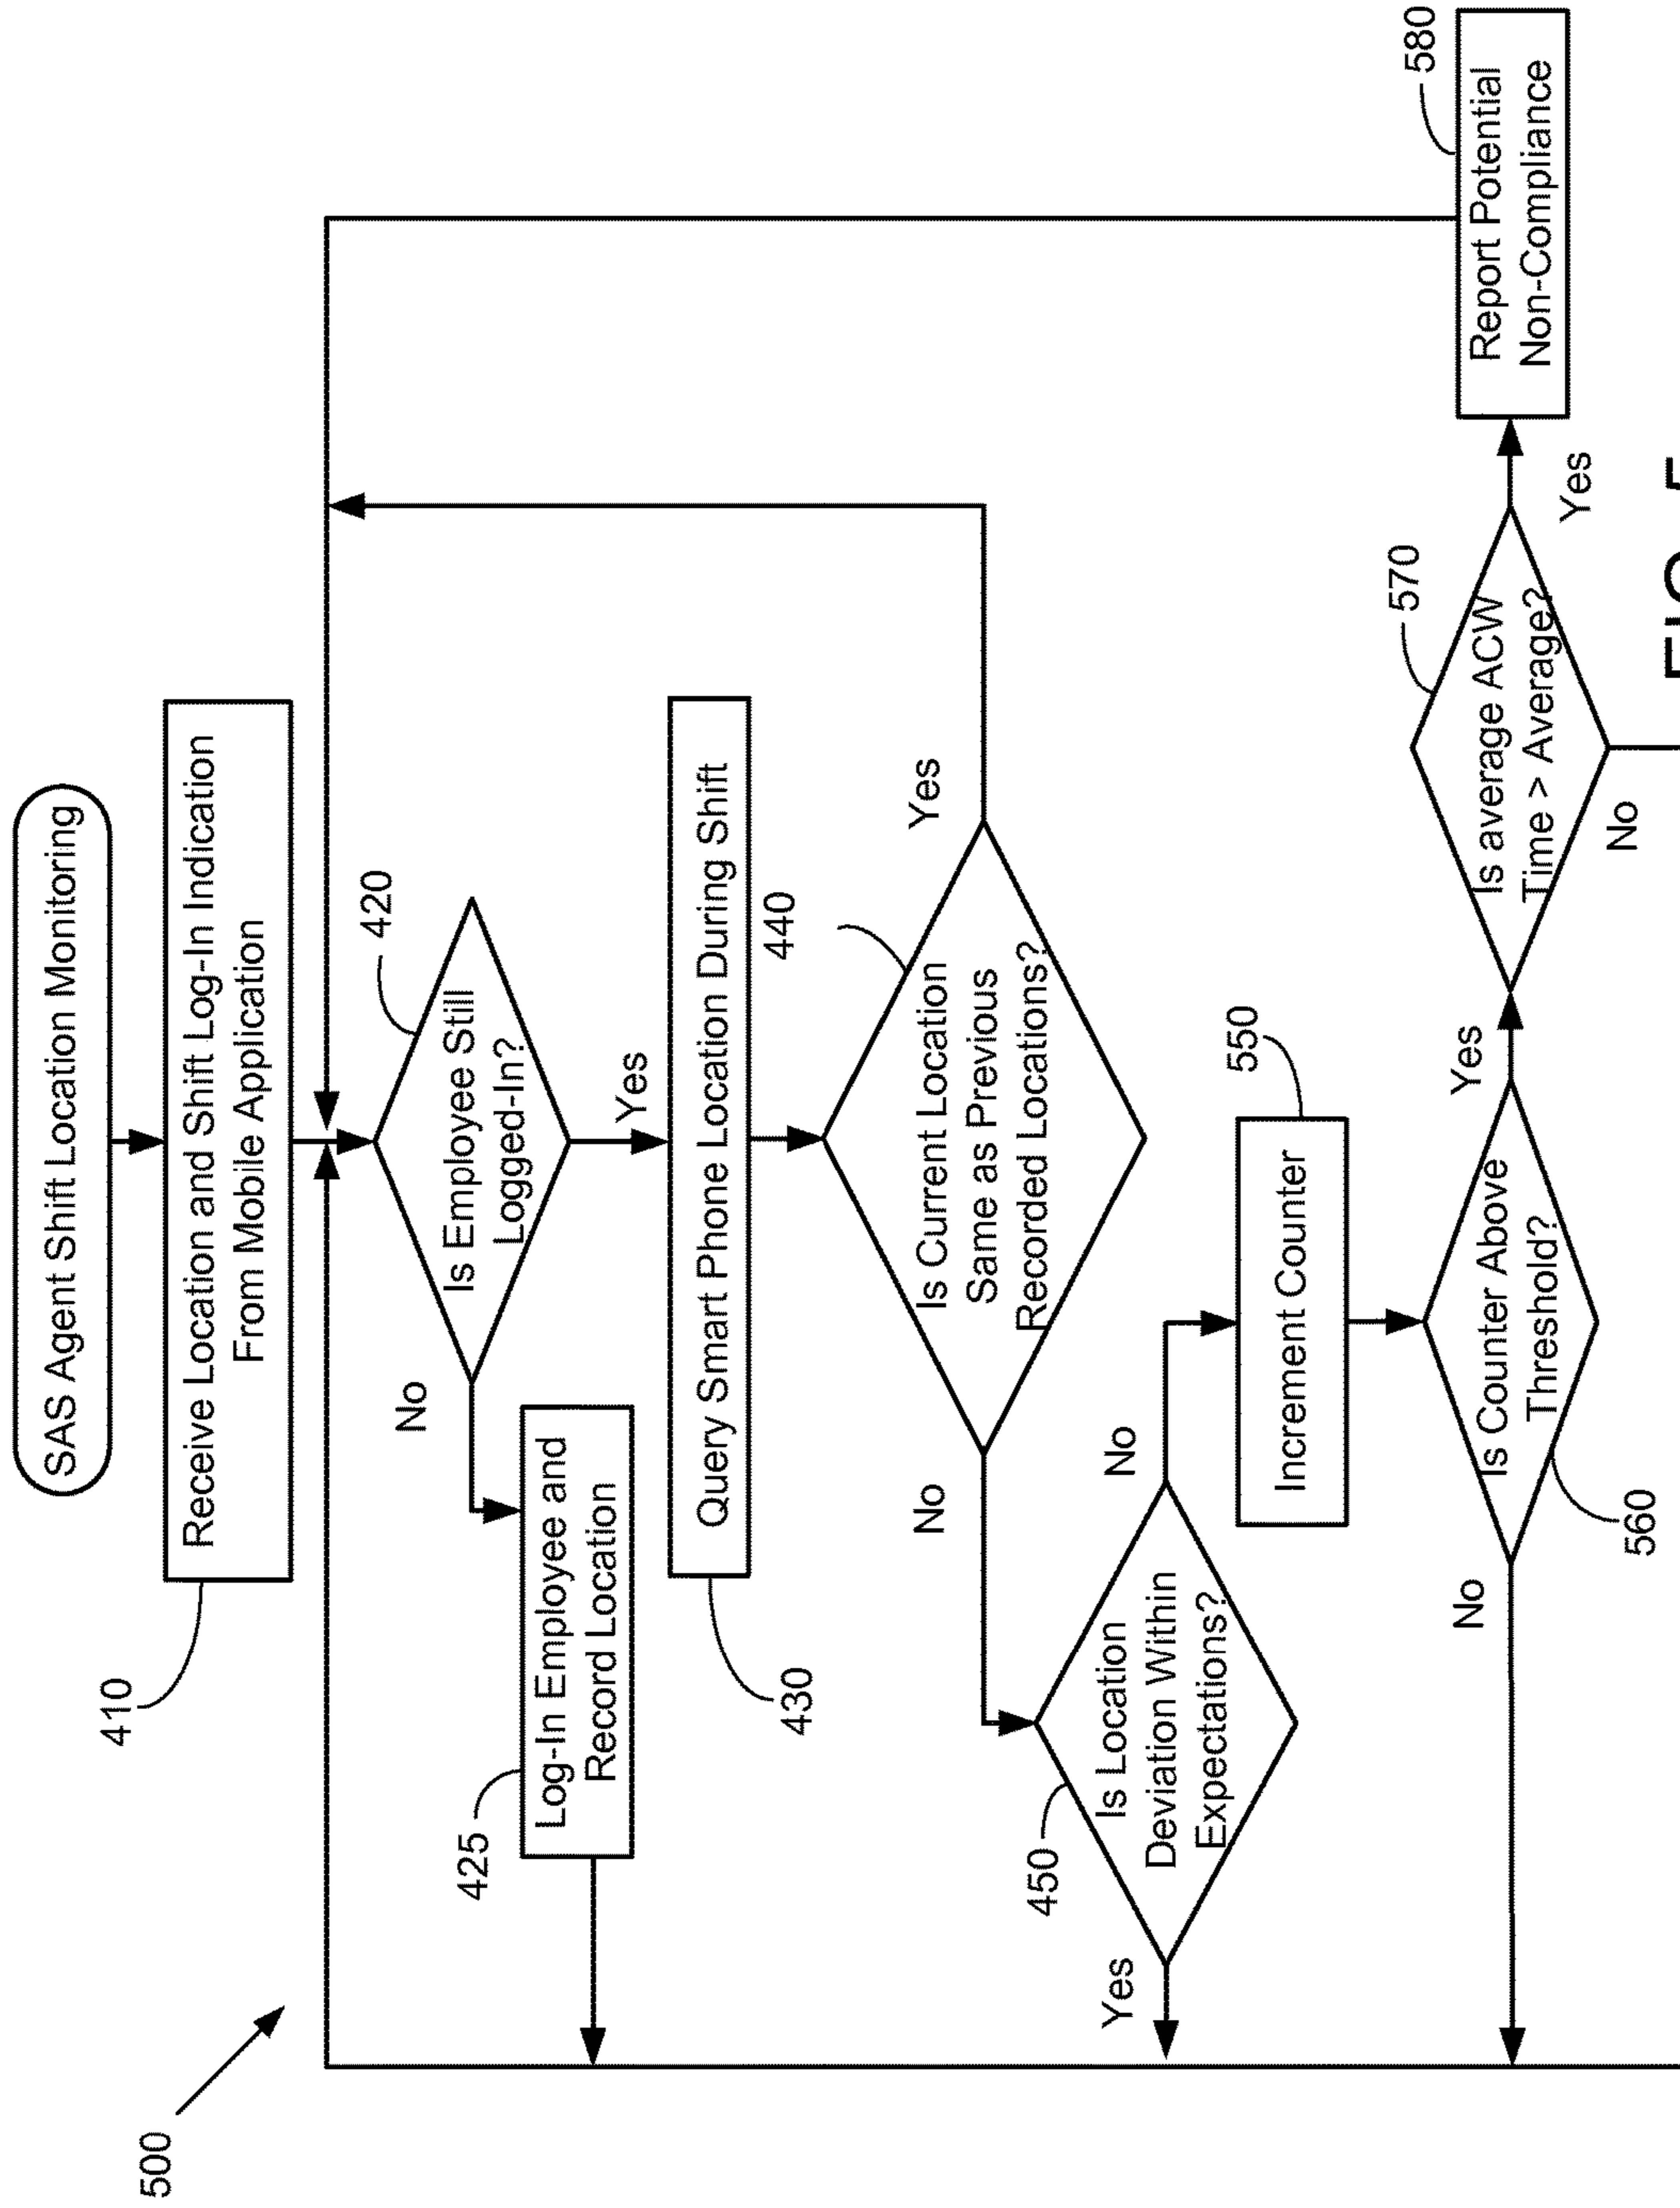 500
SAS Agent Shift Location Monitoring
410
Receive Location and Shift Log-In Indication
From Mobile Application
420
Is Employee Still
Logged-In?
No
Yes
425
Log-In Employee and
Record Location
430
Query Smart Phone Location During Shift
440
Is Current Location
Same as Previous
Recorded Locations?
No
Yes
450
Is Location
Deviation Within
Expectations?
Yes
No
550
Increment Counter
560
Is Counter Above
Threshold?
No
Yes
570
Is average ACW
Time > Average?
No
Yes
580
Report Potential
Non-Compliance